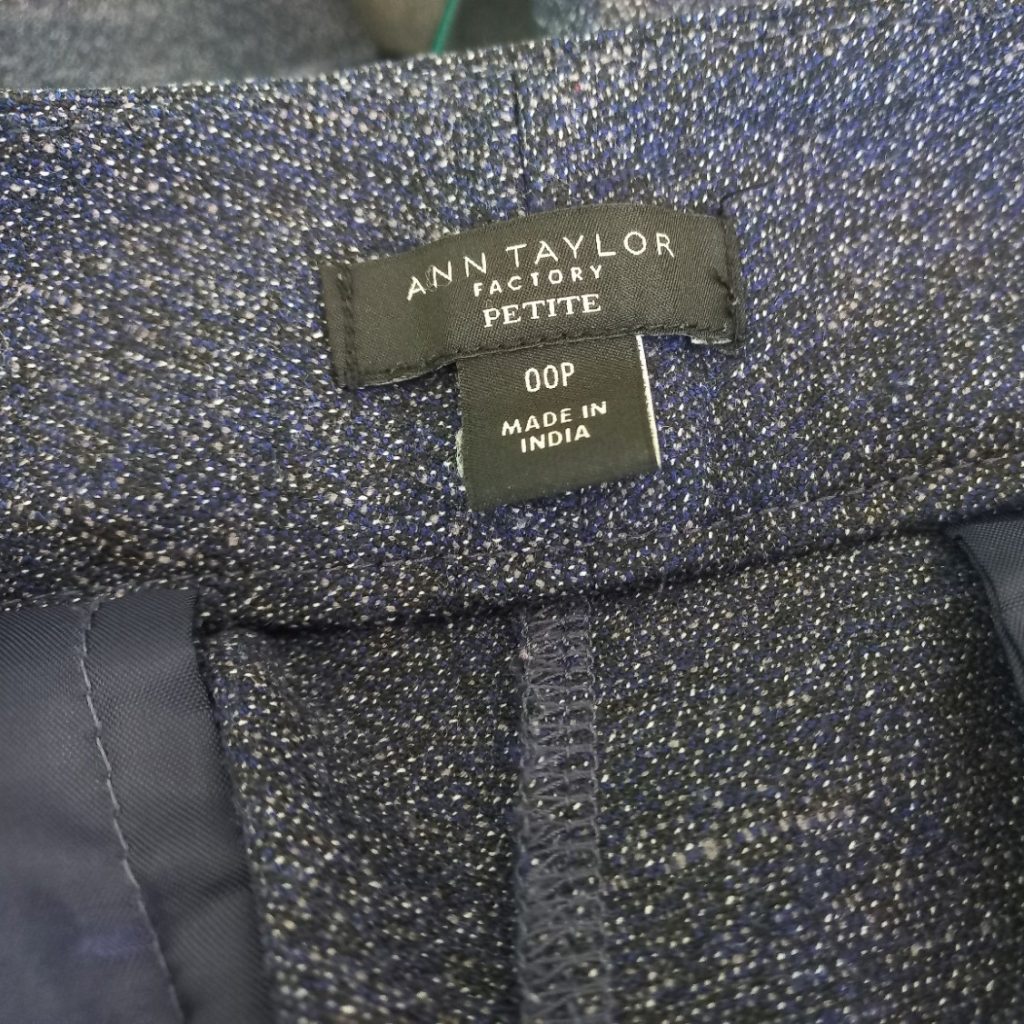 ANN TAYLOR
FACTORY
PETITE
00P
MADE IN
INDIA